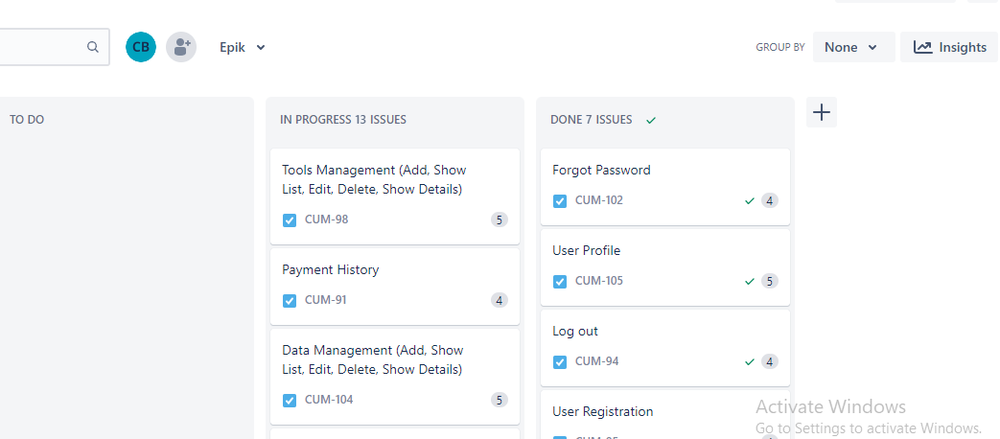 CB
Epik
GROUP BY
None
Insights
TO DO
IN PROGRESS 13 ISSUES
Tools Management (Add, Show
List, Edit, Delete, Show Details)
CUM-98
5
Payment History
CUM-91
4
Data Management (Add, Show
List, Edit, Delete, Show Details)
CUM-104
5
DONE 7 ISSUES
Forgot Password
CUM-102
4
User Profile
CUM-105
5
Log out
CUM-94
4
User Registration
Activate Windows
Go to Settings to activate Windows.